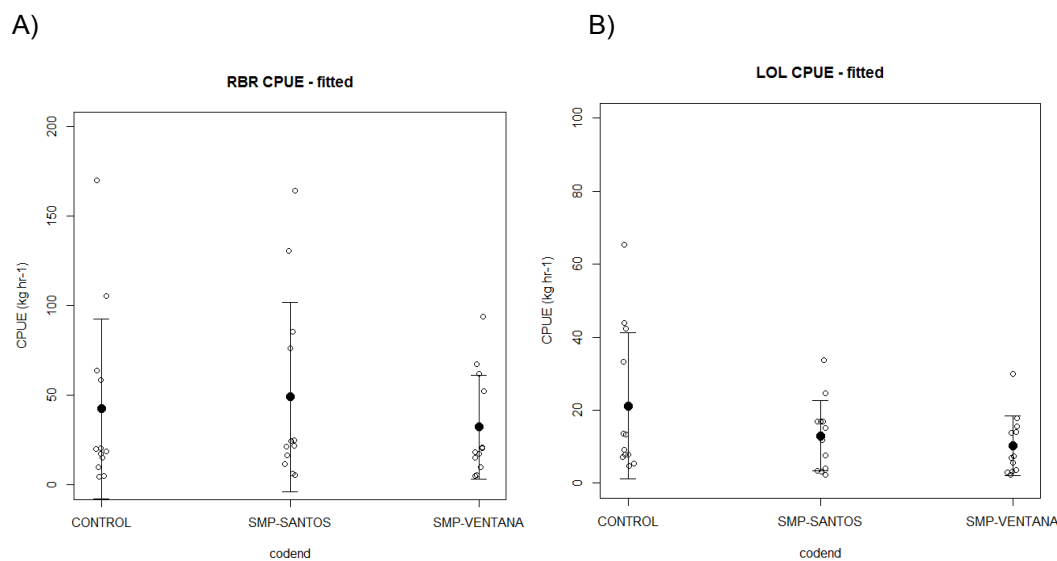 A)
RBR CPUE - fitted
CPUE (kg hr-1)
200
150
100
50
0
CONTROL SMP-SANTOS SMP-VENTANA
codend
B)
LOL CPUE - fitted
CPUE (kg hr-1)
100
80
60
40
20
0
CONTROL SMP-SANTOS SMP-VENTANA
codend